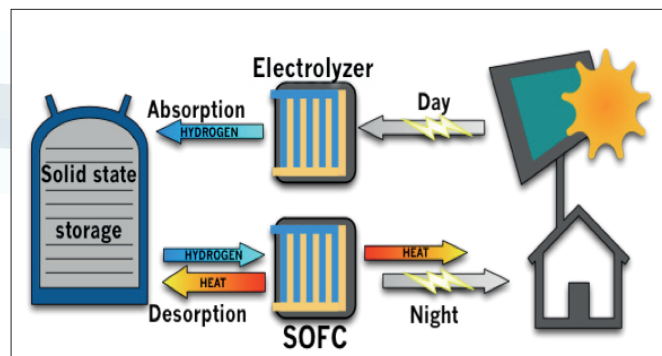 Electrolyzer
Absorption
Day
HYDROGEN
Solid state
storage
HYDROGEN
HEAT
HEAT
Desorption
Night
SOFC